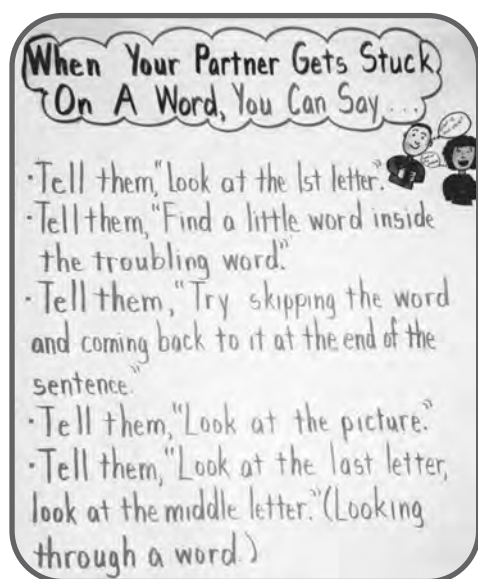 When Your Partner Gets Stuck
On A Word, You Can Say...
·Tell them,"Look at the 1st letter."
·Tell them,"Find a little word inside
the troubling word."
·Tell them,"Try skipping the word
and coming back to it at the end of the
sentence."
·Tell them,"Look at the picture."
·Tell them,"Look at the last letter,
look at the middle letter."(Looking
through a word.)